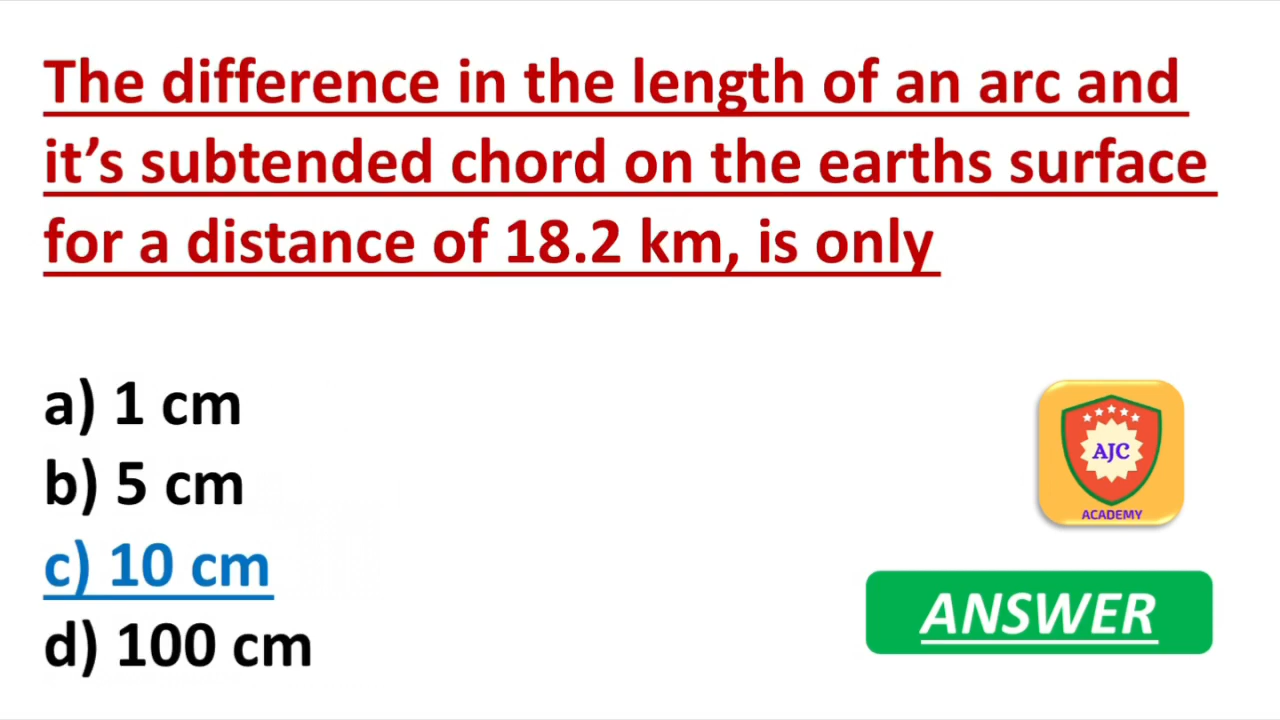 The difference in the length of an arc and
it’s subtended chord on the earths surface
for a distance of 18.2 km, is only
a) 1 cm
b) 5 cm
c) 10 cm
d) 100 cm
AJC
ACADEMY
ANSWER